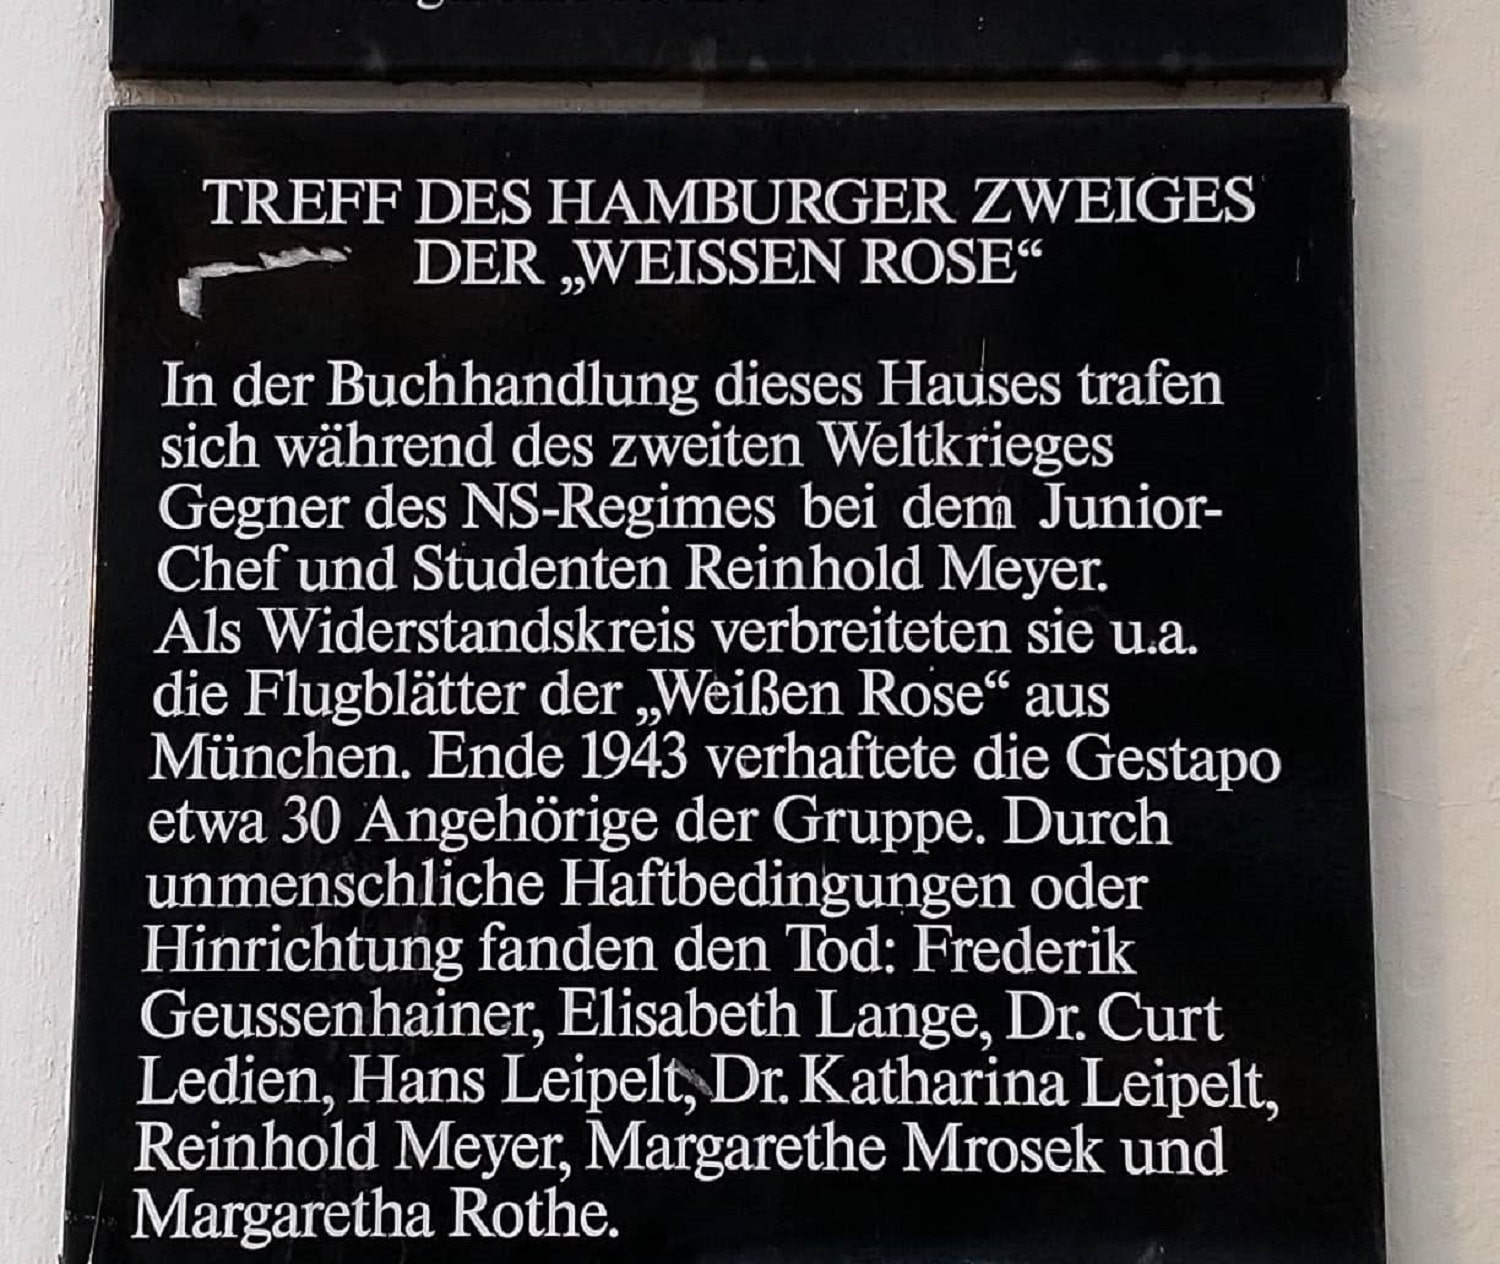 TREFF DES HAMBURGER ZWEIGES
DER „WEISSEN ROSE“
In der Buchhandlung dieses Hauses trafen
sich während des zweiten Weltkrieges
Gegner des NS-Regimes bei dem Junior-
Chef und Studenten Reinhold Meyer.
Als Widerstandskreis verbreiteten sie u.a.
die Flugblätter der „Weißen Rose“ aus
München. Ende 1943 verhaftete die Gestapo
etwa 30 Angehörige der Gruppe. Durch
unmenschliche Haftbedingungen oder
Hinrichtung fanden den Tod: Frederik
Geussenhainer, Elisabeth Lange, Dr. Curt
Ledien, Hans Leipelt, Dr. Katharina Leipelt,
Reinhold Meyer, Margarethe Mrosek und
Margaretha Rothe.